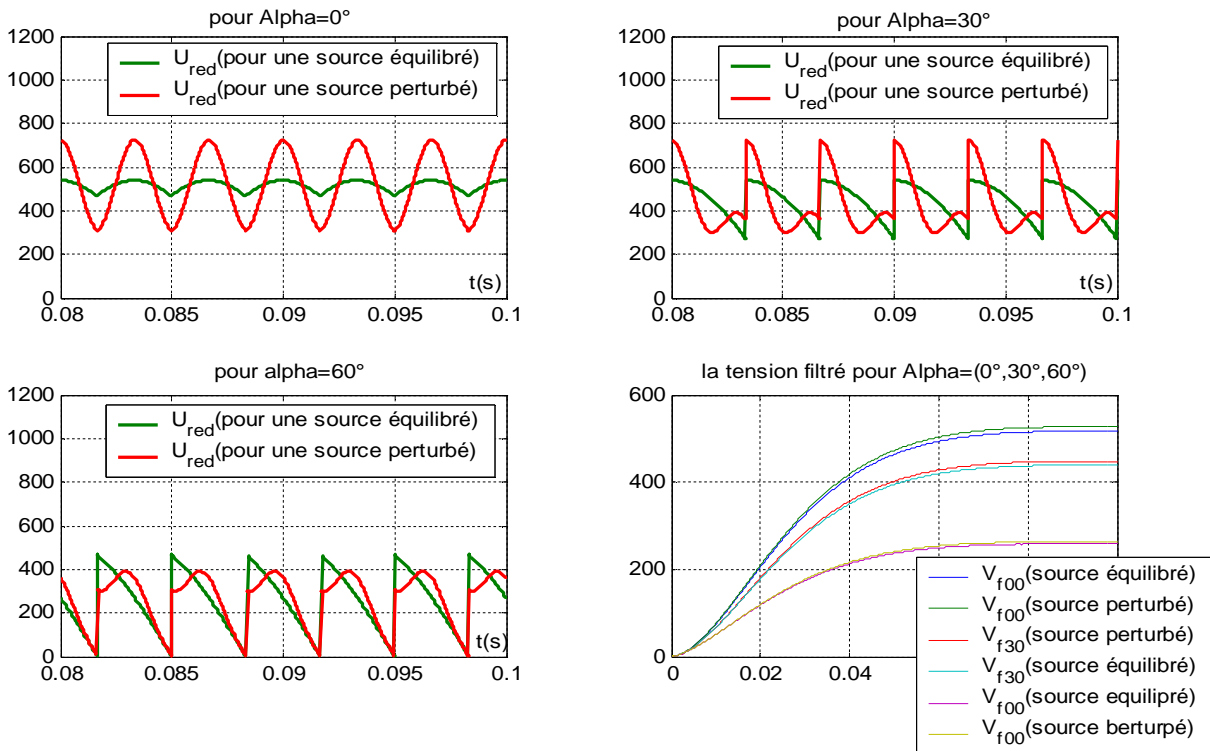 pour Alpha=0°
1200
1000
800
600
400
200
0
U_red(pour une source équilibré)
U_red(pour une source perturbé)
t(s)
0.08
0.085
0.09
0.095
0.1
pour Alpha=30°
1200
1000
800
600
400
200
0
U_red(pour une source équilibré)
U_red(pour une source perturbé)
t(s)
0.08
0.085
0.09
0.095
0.1
pour alpha=60°
1200
1000
800
600
400
200
0
U_red(pour une source équilibré)
U_red(pour une source perturbé)
t(s)
0.08
0.085
0.09
0.095
0.1
la tension filtré pour Alpha=(0°,30°,60°)
600
400
200
0
0
0.02
0.04
V_f00(source équilibré)
V_f00(source perturbé)
V_f30(source perturbé)
V_f30(source équilibré)
V_f00(source equilipré)
V_f00(source berturpé)